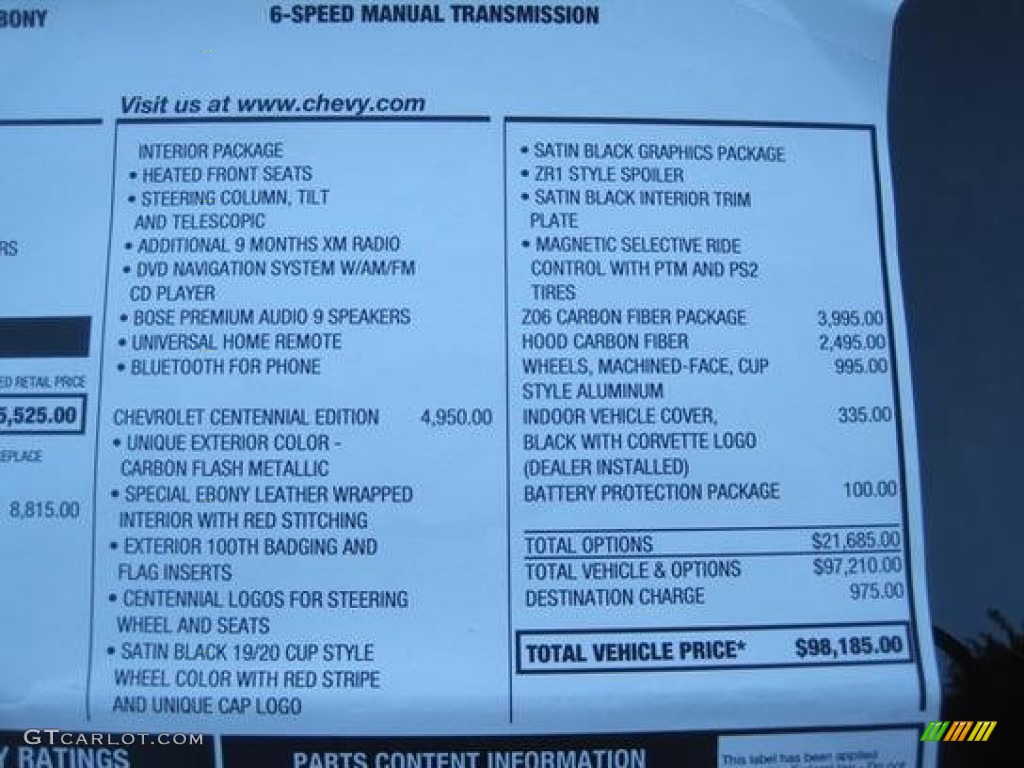 EBONY
6-SPEED MANUAL TRANSMISSION
Visit us at www.chevy.com
RETAIL PRICE
5,525.00
8,815.00
INTERIOR PACKAGE
• HEATED FRONT SEATS
• STEERING COLUMN, TILT
AND TELESCOPIC
• ADDITIONAL 9 MONTHS XM RADIO
• DVD NAVIGATION SYSTEM W/AM/FM
CD PLAYER
• BOSE PREMIUM AUDIO 9 SPEAKERS
• UNIVERSAL HOME REMOTE
• BLUETOOTH FOR PHONE
CHEVROLET CENTENNIAL EDITION 4,950.00
• UNIQUE EXTERIOR COLOR -
CARBON FLASH METALLIC
• SPECIAL EBONY LEATHER WRAPPED
INTERIOR WITH RED STITCHING
• EXTERIOR 100TH BADGING AND
FLAG INSERTS
• CENTENNIAL LOGOS FOR STEERING
WHEEL AND SEATS
• SATIN BLACK 19/20 CUP STYLE
WHEEL COLOR WITH RED STRIPE
AND UNIQUE CAP LOGO
• SATIN BLACK GRAPHICS PACKAGE
• ZR1 STYLE SPOILER
• SATIN BLACK INTERIOR TRIM
PLATE
• MAGNETIC SELECTIVE RIDE
CONTROL WITH PTM AND PS2
TIRES
Z06 CARBON FIBER PACKAGE 3,995.00
HOOD CARBON FIBER 2,495.00
WHEELS, MACHINED-FACE, CUP 995.00
STYLE ALUMINUM
INDOOR VEHICLE COVER, 335.00
BLACK WITH CORVETTE LOGO
(DEALER INSTALLED)
BATTERY PROTECTION PACKAGE 100.00
TOTAL OPTIONS $21,685.00
TOTAL VEHICLE & OPTIONS $97,210.00
DESTINATION CHARGE 975.00
TOTAL VEHICLE PRICE* $98,185.00
GTCarlot.com
RATINGS
PARTS CONTENT INFORMATION
This label has been applied